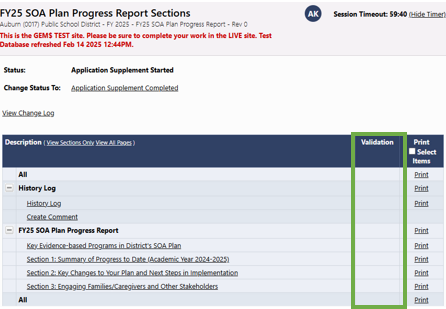 FY25 SOA Plan Progress Report Sections
Auburn (0017) Public School District - FY 2025 - FY25 SOA Plan Progress Report - Rev 0
AK
Session Timeout: 59:40 (Hide Timer)
This is the GEM$ TEST site. Please be sure to complete your work in the LIVE site. Test
Database refreshed Feb 14 2025 12:44PM.
Status: Application Supplement Started
Change Status To: Application Supplement Completed
View Change Log
Description ( View Sections Only View All Pages ) Validation Print
Select
Items
All Print
History Log Print
History Log Print
Create Comment
FY25 SOA Plan Progress Report Print
Key Evidence-based Programs in District's SOA Plan Print
Section 1: Summary of Progress to Date (Academic Year 2024-2025) Print
Section 2: Key Changes to Your Plan and Next Steps in Implementation Print
Section 3: Engaging Families/Caregivers and Other Stakeholders Print
All Print